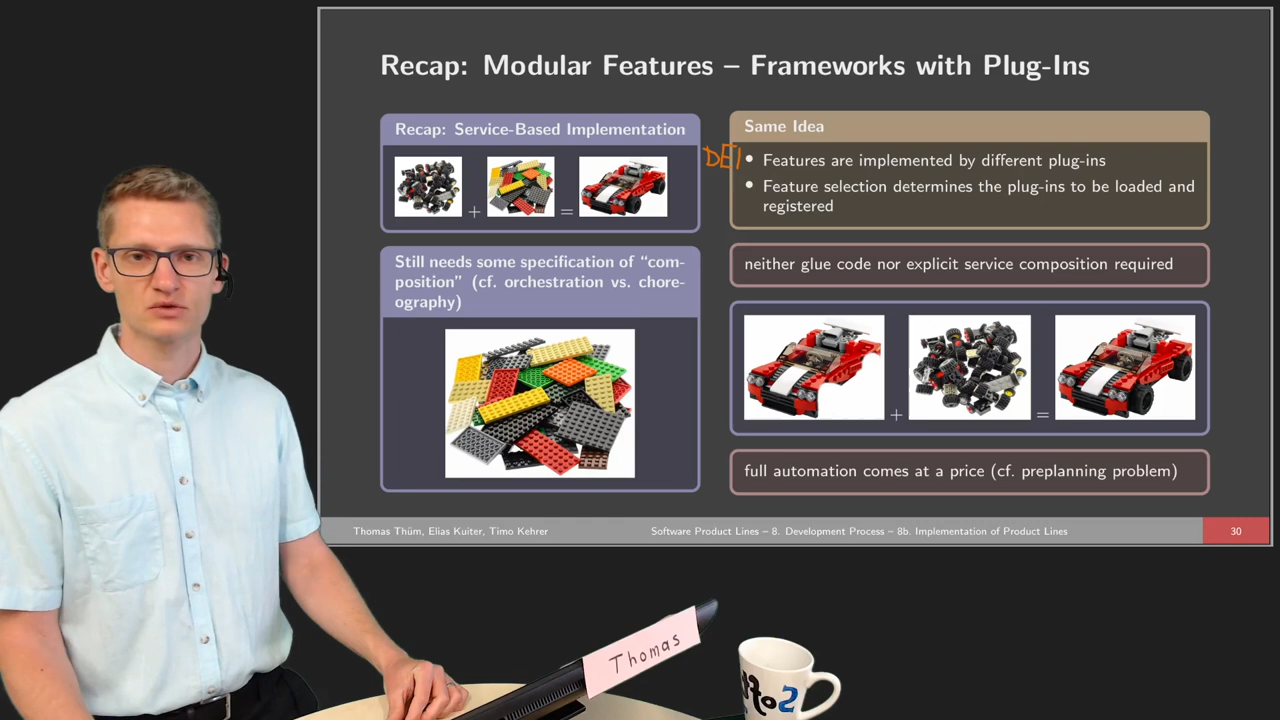 Recap: Modular Features – Frameworks with Plug-Ins
Recap: Service-Based Implementation
+
=
Still needs some specification of “com-
position” (cf. orchestration vs. chore-
ography)
Same Idea
DEI
• Features are implemented by different plug-ins
• Feature selection determines the plug-ins to be loaded and
registered
neither glue code nor explicit service composition required
+
=
full automation comes at a price (cf. preplanning problem)
Thomas Thüm, Elias Kuiter, Timo Kehrer
Software Product Lines – 8. Development Process – 8b. Implementation of Product Lines
30
Thomas